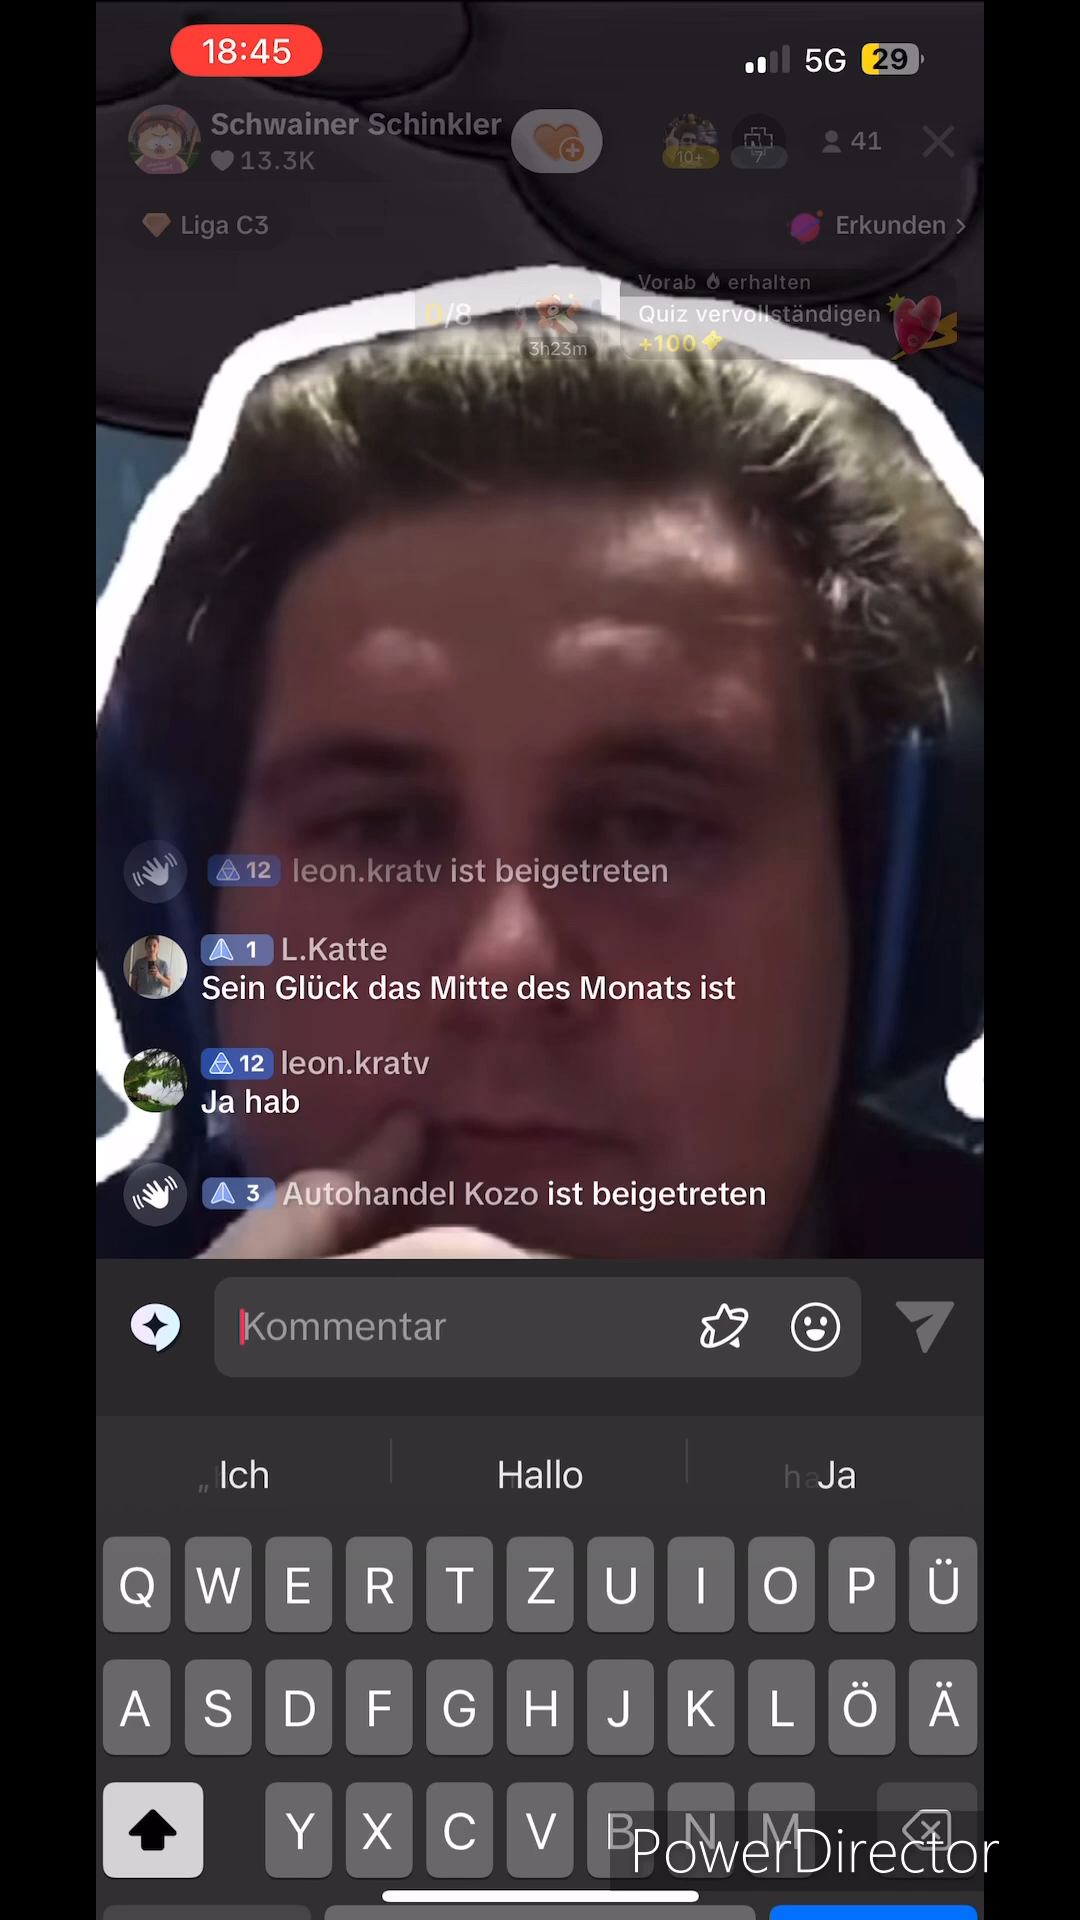 18:45
5G
29
Schwainer Schinkler
13.3K
10+
7
41
Liga C3
Erkunden >
0/8
3h23m
Vorab erhalten
Quiz vervollständigen
+100
12 leon.kratv ist beigetreten
1 L.Katte
Sein Glück das Mitte des Monats ist
12 leon.kratv
Ja hab
3 Autohandel Kozo ist beigetreten
Kommentar
Ich Hallo Ja
Q W E R T Z U I O P Ü
A S D F G H J K L Ö Ä
Y X C V B N M
PowerDirector